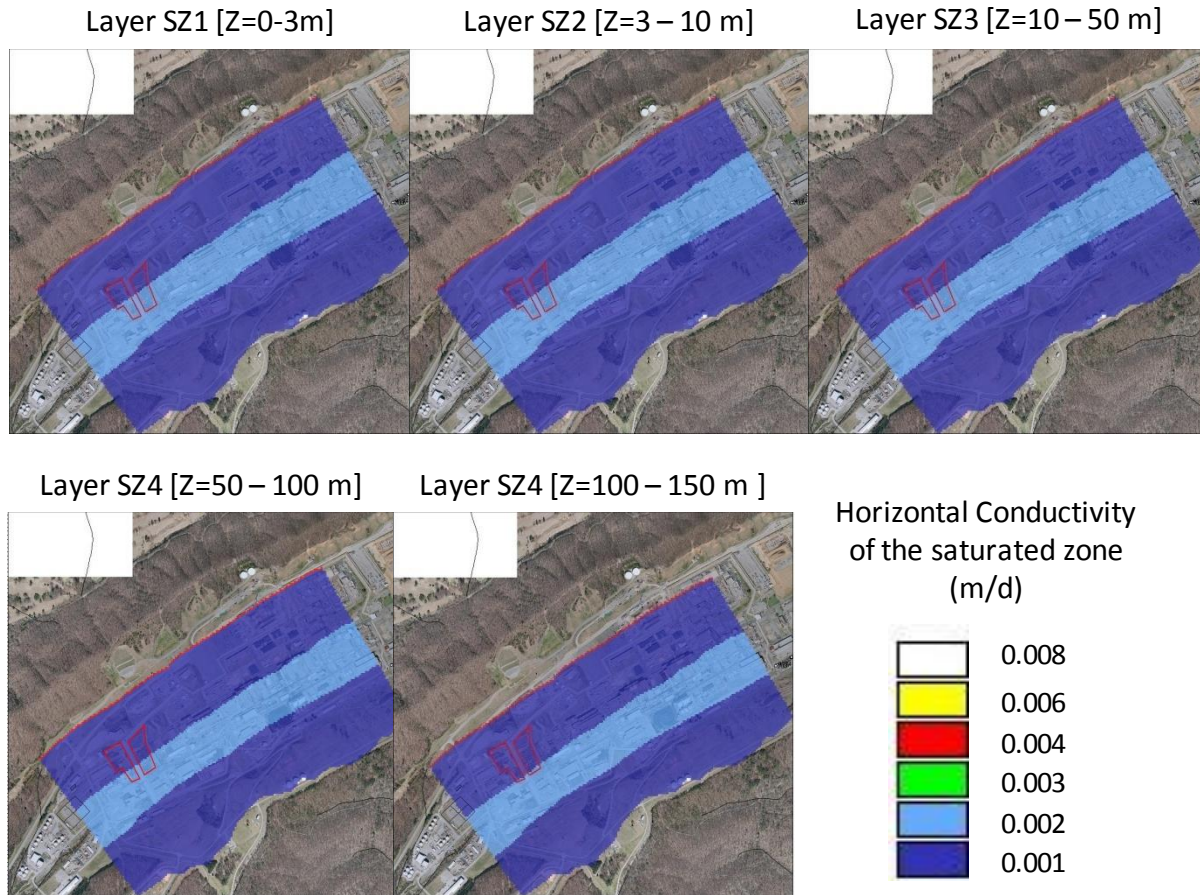 Layer SZ1 [Z=0-3m]
Layer SZ2 [Z=3 – 10 m]
Layer SZ3 [Z=10 – 50 m]
Layer SZ4 [Z=50 – 100 m]
Layer SZ4 [Z=100 – 150 m ]
Horizontal Conductivity
of the saturated zone
(m/d)
0.008
0.006
0.004
0.003
0.002
0.001